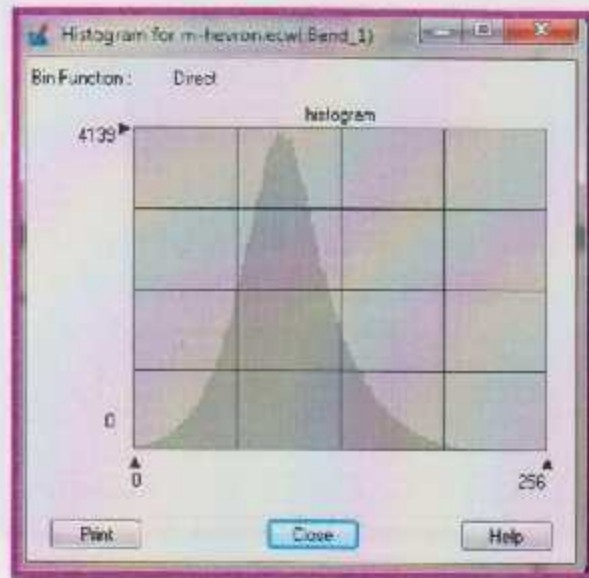 Histogram for m-hevron.ecw(:Band_1)
Bin Function: Direct
histogram
4139
0
0
256
Print
Close
Help